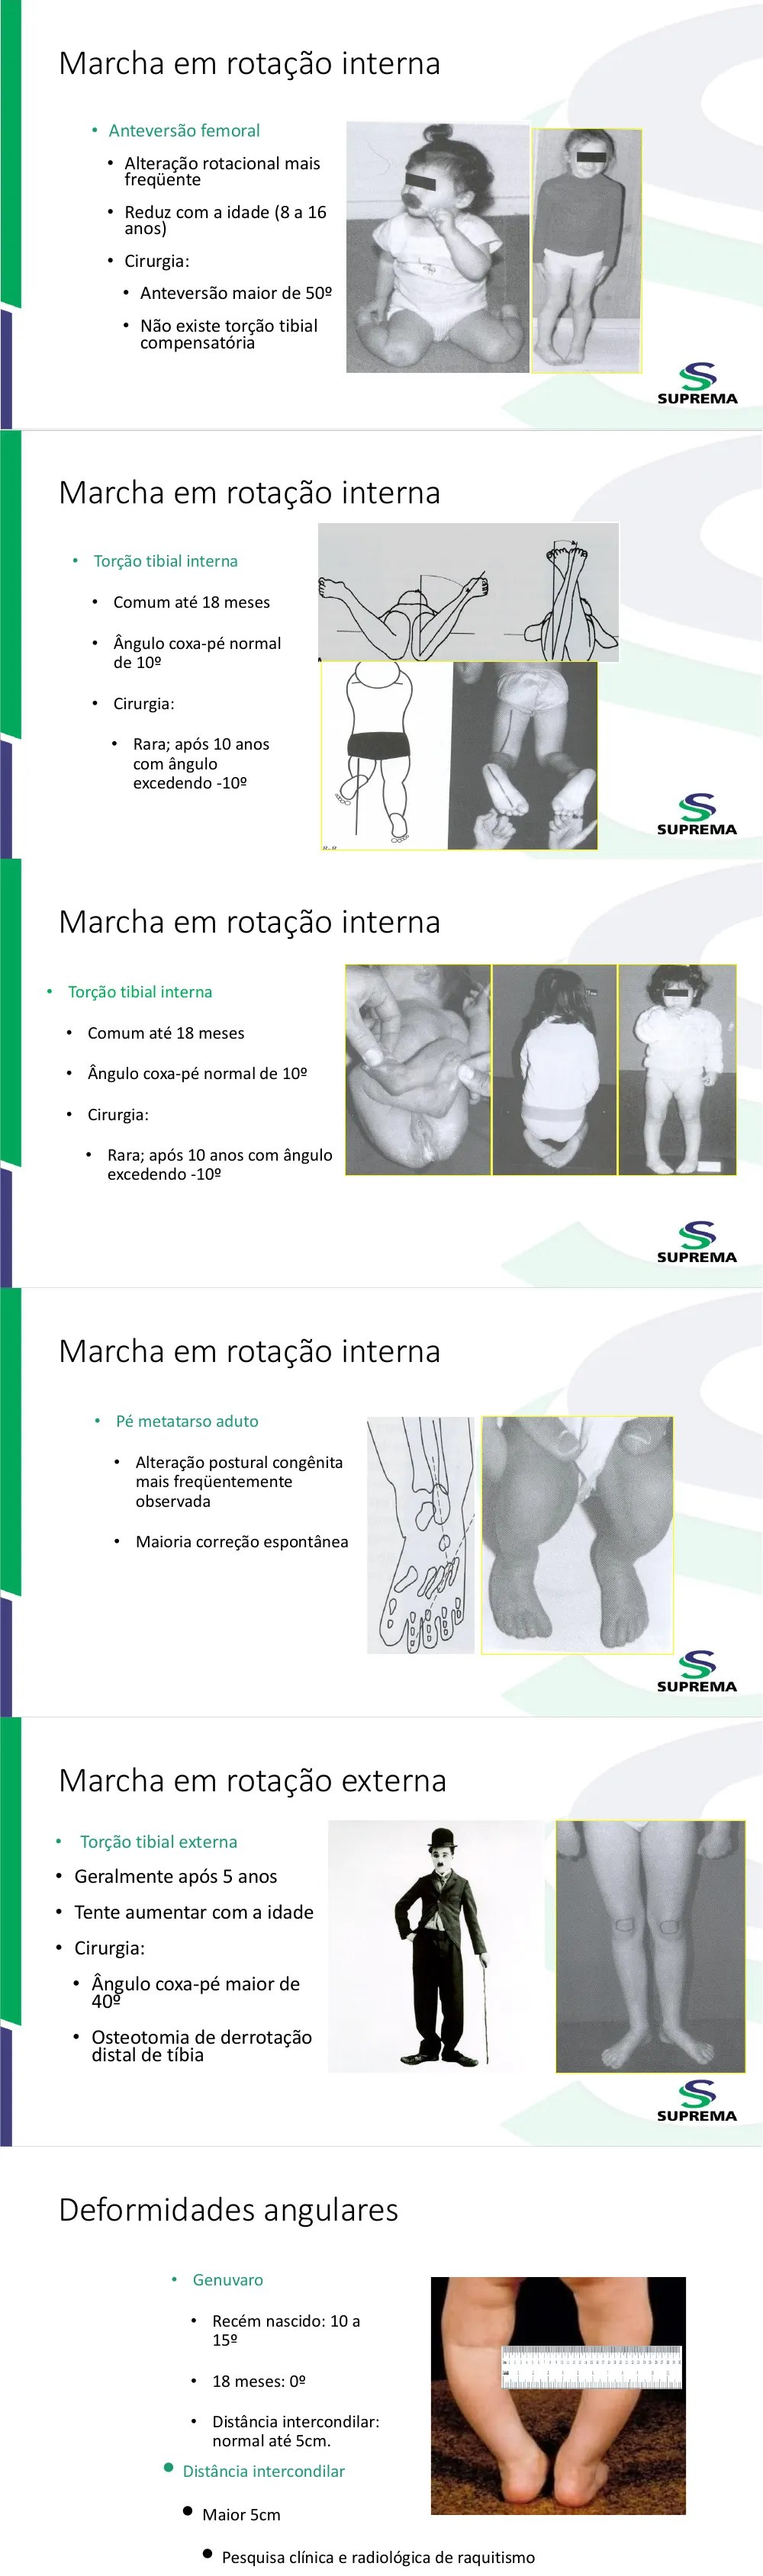 Marcha em rotação interna
• Anteversão femoral
• Alteração rotacional mais
freqüente
• Reduz com a idade (8 a 16
anos)
• Cirurgia:
• Anteversão maior de 50º
• Não existe torção tibial
compensatória
SUPREMA
Marcha em rotação interna
• Torção tibial interna
• Comum até 18 meses
• Ângulo coxa-pé normal
de 10º
• Cirurgia:
• Rara; após 10 anos
com ângulo
excedendo -10º
SUPREMA
Marcha em rotação interna
• Torção tibial interna
• Comum até 18 meses
• Ângulo coxa-pé normal de 10º
• Cirurgia:
• Rara; após 10 anos com ângulo
excedendo -10º
SUPREMA
Marcha em rotação interna
• Pé metatarso aduto
• Alteração postural congênita
mais freqüentemente
observada
• Maioria correção espontânea
SUPREMA
Marcha em rotação externa
• Torção tibial externa
• Geralmente após 5 anos
• Tente aumentar com a idade
• Cirurgia:
• Ângulo coxa-pé maior de
40º
• Osteotomia de derrotação
distal de tíbia
SUPREMA
Deformidades angulares
• Genuvaro
• Recém nascido: 10 a
15º
• 18 meses: 0º
• Distância intercondilar:
normal até 5cm.
• Distância intercondilar
• Maior 5cm
• Pesquisa clínica e radiológica de raquitismo